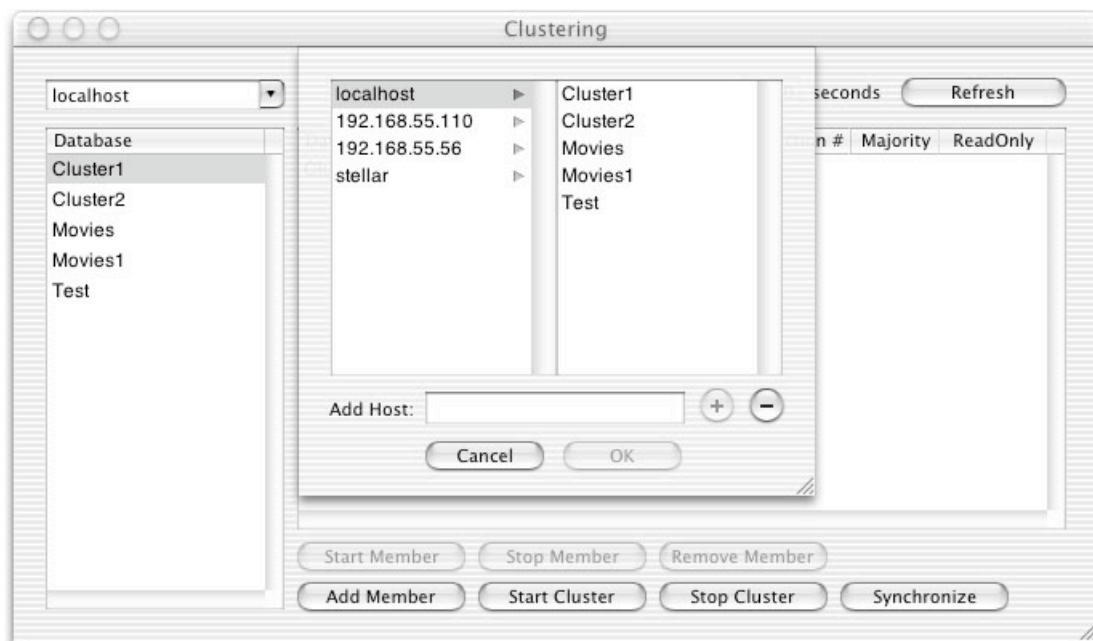 Clustering
localhost
seconds
Refresh
Database
Cluster1
Cluster2
Movies
Movies1
Test
localhost
192.168.55.110
192.168.55.56
stellar
Cluster1
Cluster2
Movies
Movies1
Test
n # Majority ReadOnly
Add Host:
Cancel OK
Start Member Stop Member Remove Member
Add Member Start Cluster Stop Cluster Synchronize